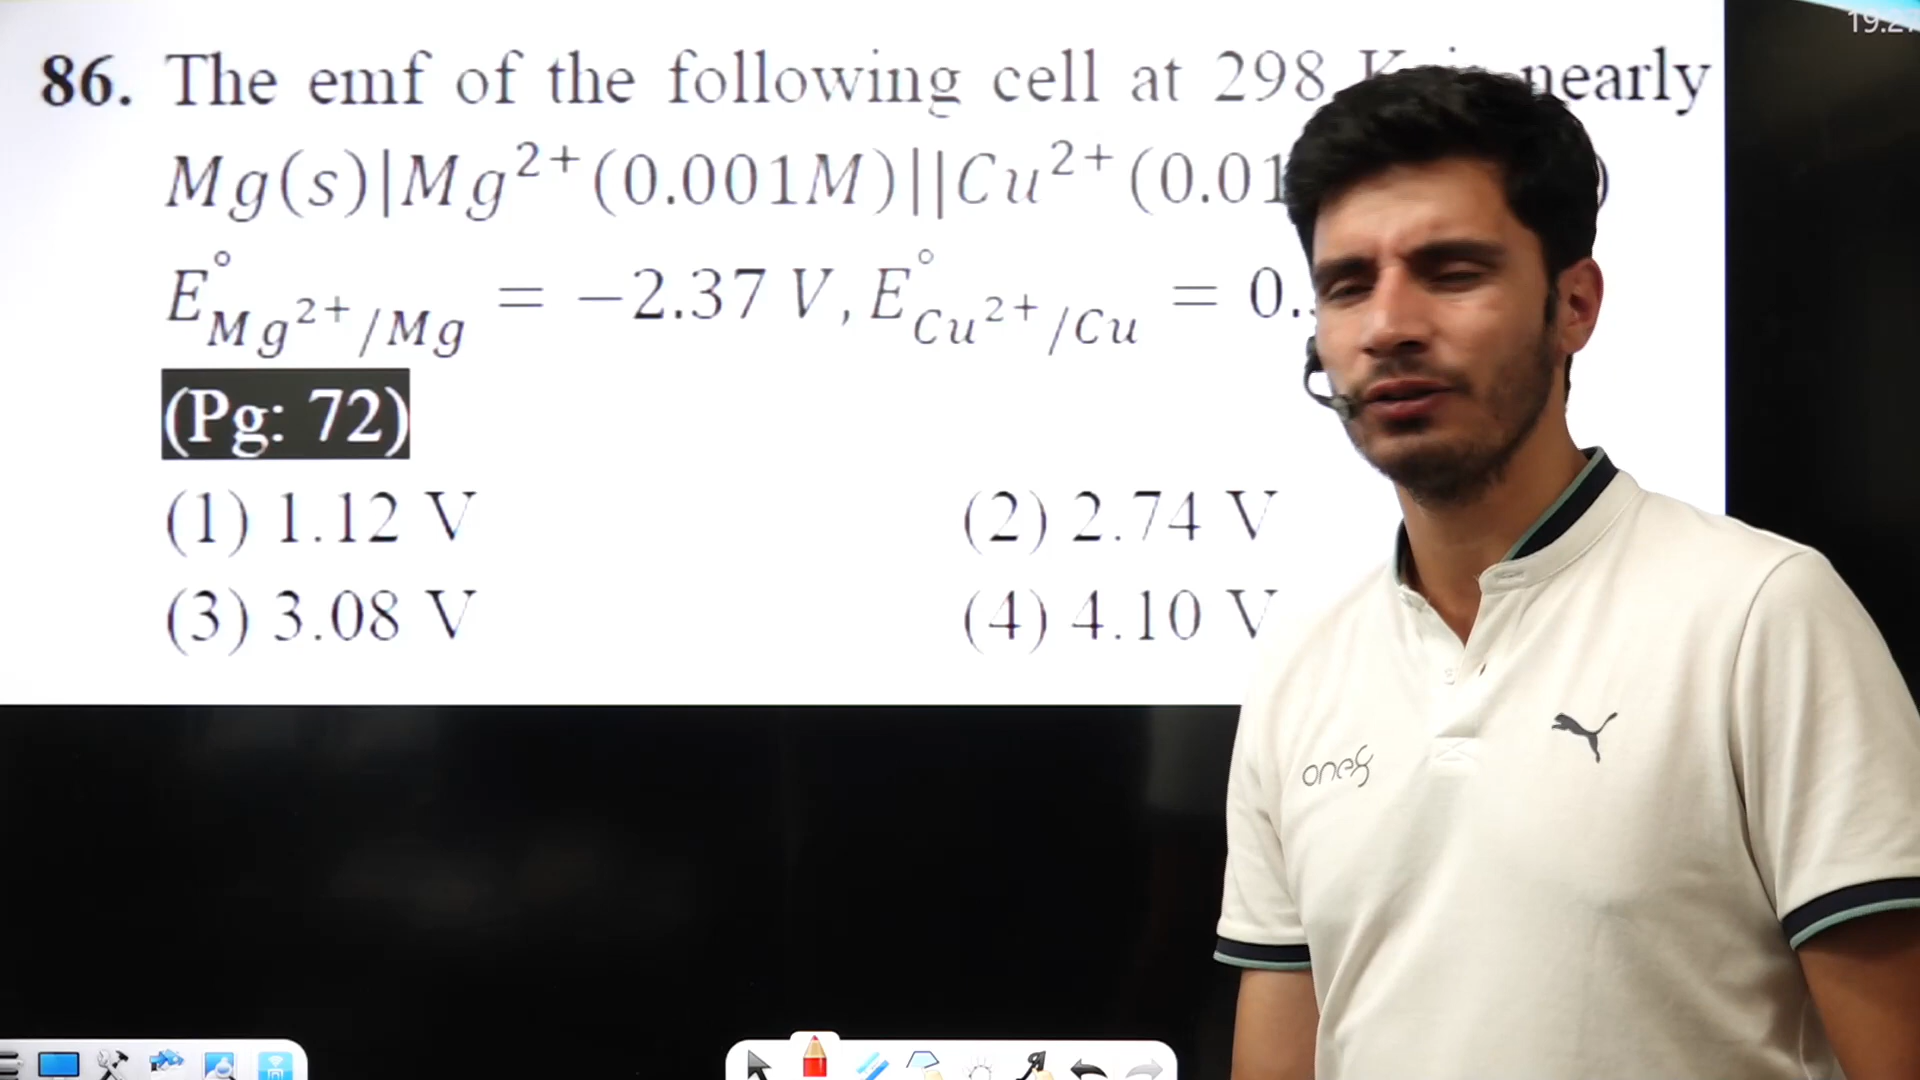 86. The emf of the following cell at 298 K is nearly
Mg(s)|Mg²⁺(0.001M)||Cu²⁺(0.01
E°Mg²⁺/Mg = −2.37 V, E°Cu²⁺/Cu = 0.
(Pg: 72)
(1) 1.12 V (2) 2.74 V
(3) 3.08 V (4) 4.10 V
one